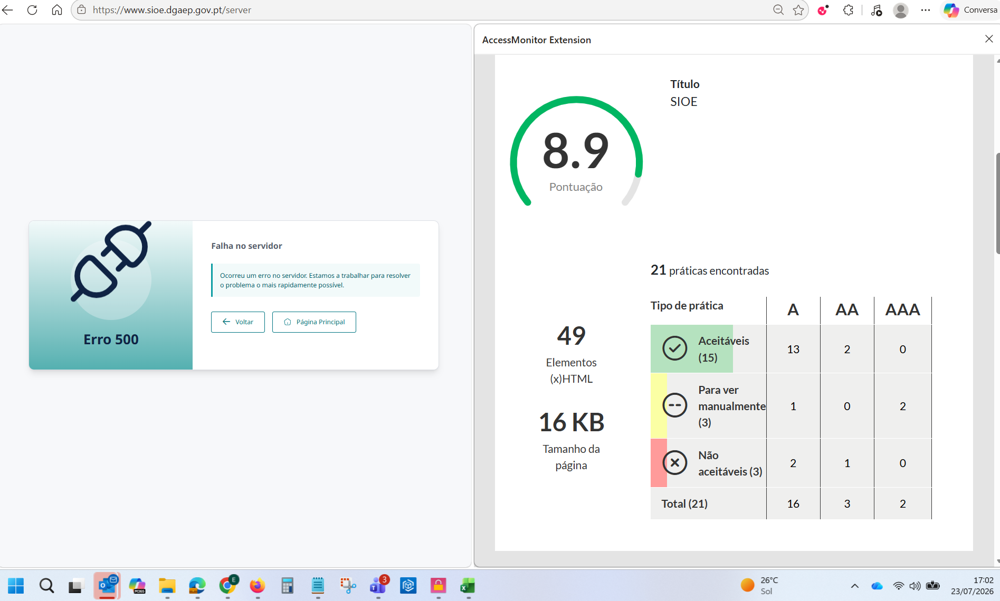 https://www.sioe.dgaep.gov.pt/server
Conversa
AccessMonitor Extension
Falha no servidor
Ocorreu um erro no servidor. Estamos a trabalhar para resolver
o problema o mais rapidamente possível.
Voltar
Página Principal
Erro 500
Título
SIOE
8.9
Pontuação
21 práticas encontradas
49
Elementos
(x)HTML
16 KB
Tamanho da
página
Tipo de prática A AA AAA
Aceitáveis
(15)
13 2 0
Para ver
manualmente
(3)
1 0 2
Não
aceitáveis (3)
2 1 0
Total (21) 16 3 2
M365
E
3
26°C
Sol
17:02
23/07/2026